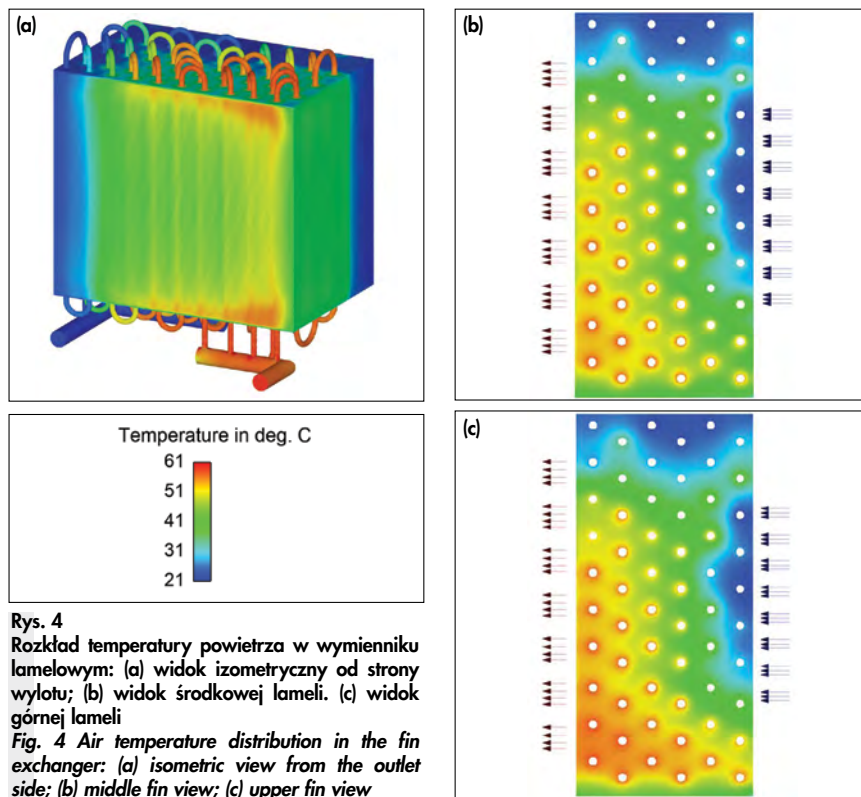 (a)
(b)
Temperature in deg. C
61
51
41
31
21
(c)
Rys. 4
Rozkład temperatury powietrza w wymienniku
lamelowym: (a) widok izometryczny od strony
wylotu; (b) widok środkowej lameli. (c) widok
górnej lameli
Fig. 4 Air temperature distribution in the fin
exchanger: (a) isometric view from the outlet
side; (b) middle fin view; (c) upper fin view